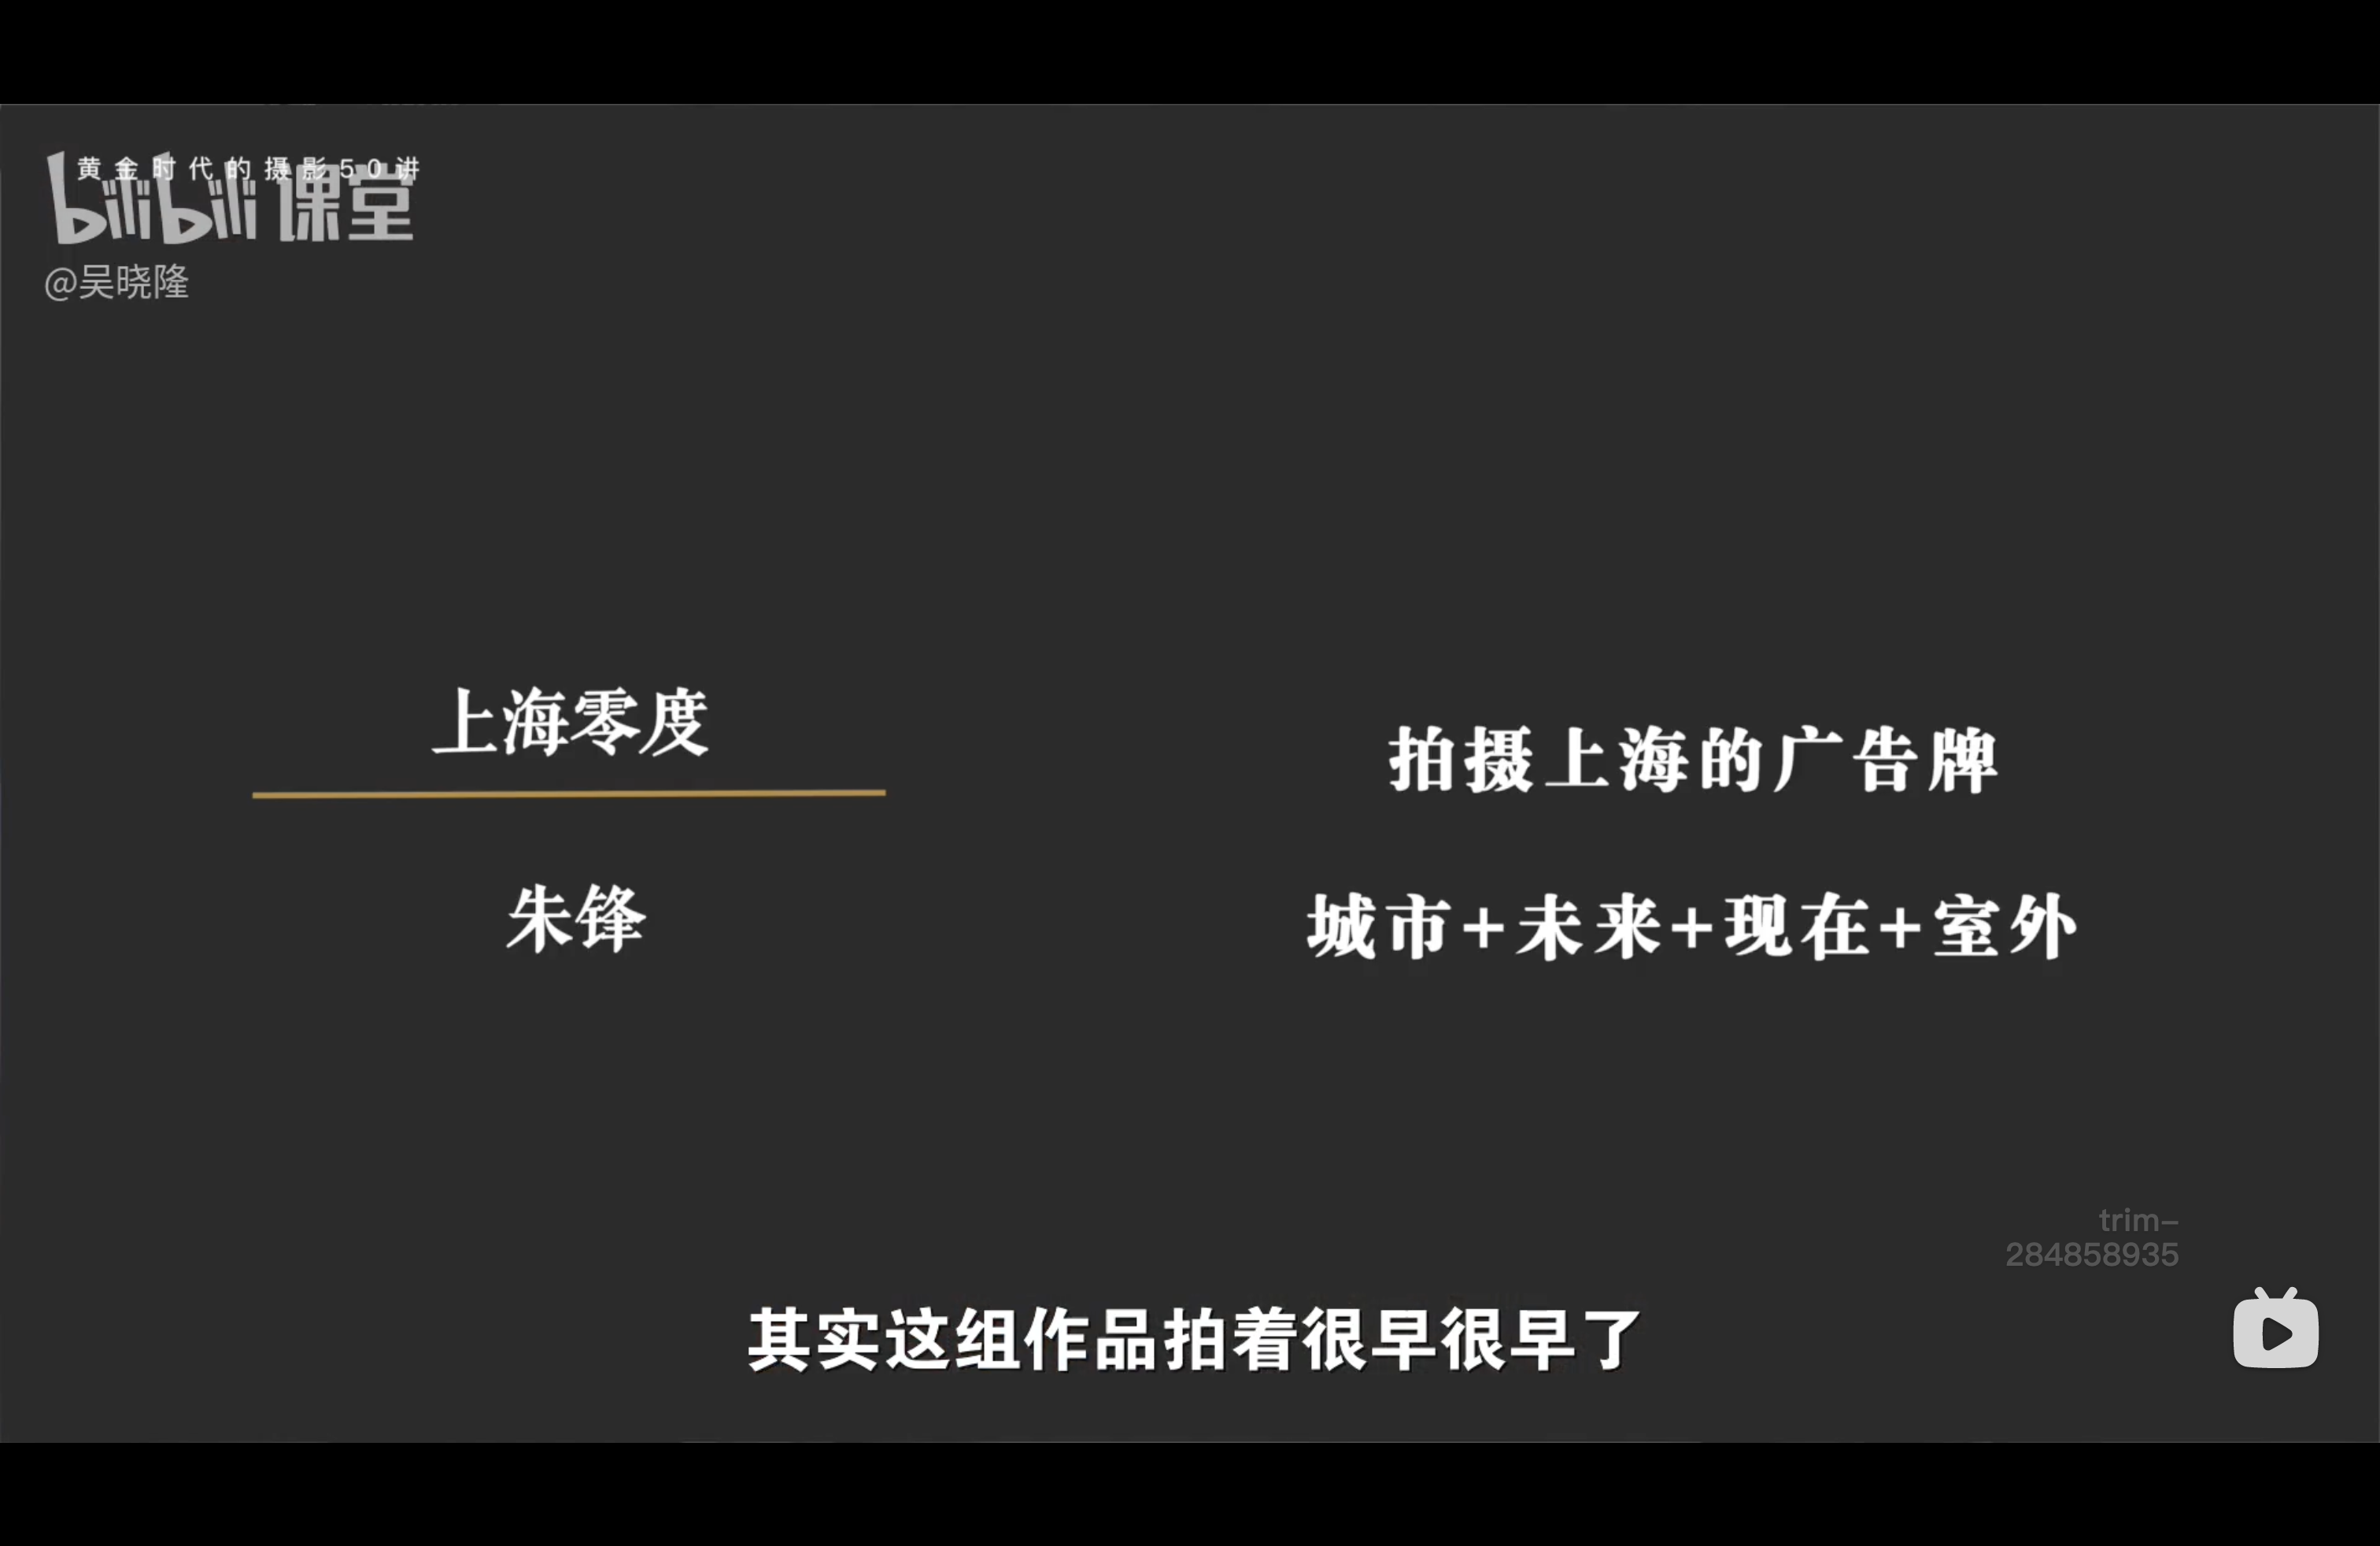 黄金时代的摄影50讲
bilibili课堂
@吴晓隆
上海零度
朱锋
拍摄上海的广告牌
城市+未来+现在+室外
trim-
284858935
其实这组作品拍着很早很早了